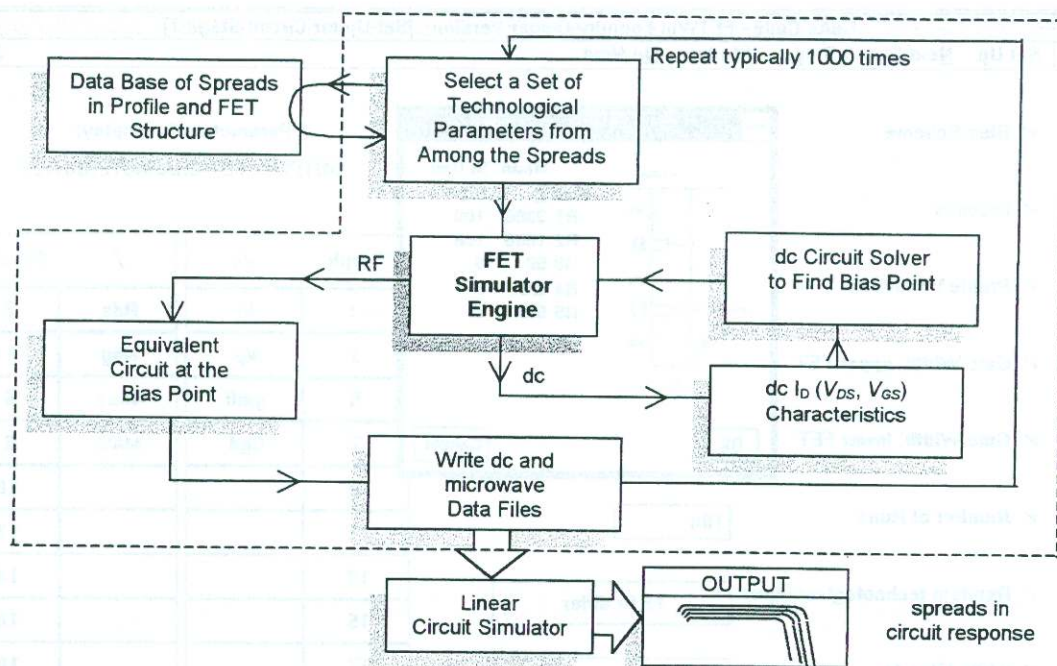 Repeat typically 1000 times
Data Base of Spreads
in Profile and FET
Structure
Select a Set of
Technological
Parameters from
Among the Spreads
RF
FET
Simulator
Engine
dc Circuit Solver
to Find Bias Point
Equivalent
Circuit at the
Bias Point
dc
dc I_D (V_DS, V_GS)
Characteristics
Write dc and
microwave
Data Files
Linear
Circuit Simulator
OUTPUT
spreads in
circuit response